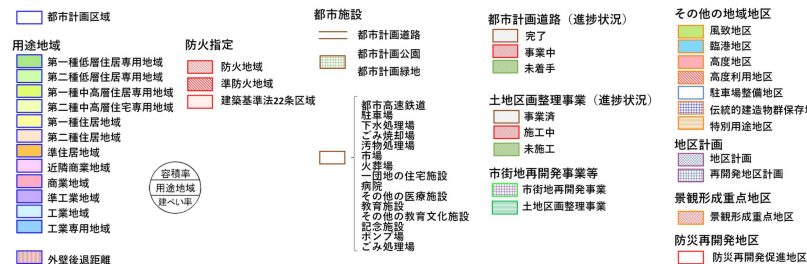 都市計画区域
用途地域
第一種低層住居専用地域
第二種低層住居専用地域
第一種中高層住居専用地域
第二種中高層住宅専用地域
第一種住居地域
第二種住居地域
準住居地域
近隣商業地域
商業地域
準工業地域
工業地域
工業専用地域
外壁後退距離
防火指定
防火地域
準防火地域
建築基準法22条区域
容積率
用途地域
建ぺい率
都市施設
都市計画道路
都市計画公園
都市計画緑地
都市高速鉄道
駐車場
下水処理場
ごみ焼却場
汚物処理場
市場
火葬場
一団地の住宅施設
病院
その他の医療施設
教育施設
その他の教育文化施設
記念施設
ポンプ場
ごみ処理場
都市計画道路（進捗状況）
完了
事業中
未着手
土地区画整理事業（進捗状況）
事業済
施工中
未施工
市街地再開発事業等
市街地再開発事業
土地区画整理事業
その他の地域地区
風致地区
臨港地区
高度地区
高度利用地区
駐車場整備地区
伝統的建造物群保存地
特別用途地区
地区計画
地区計画
再開発地区計画
景観形成重点地区
景観形成重点地区
防災再開発地区
防災再開発促進地区